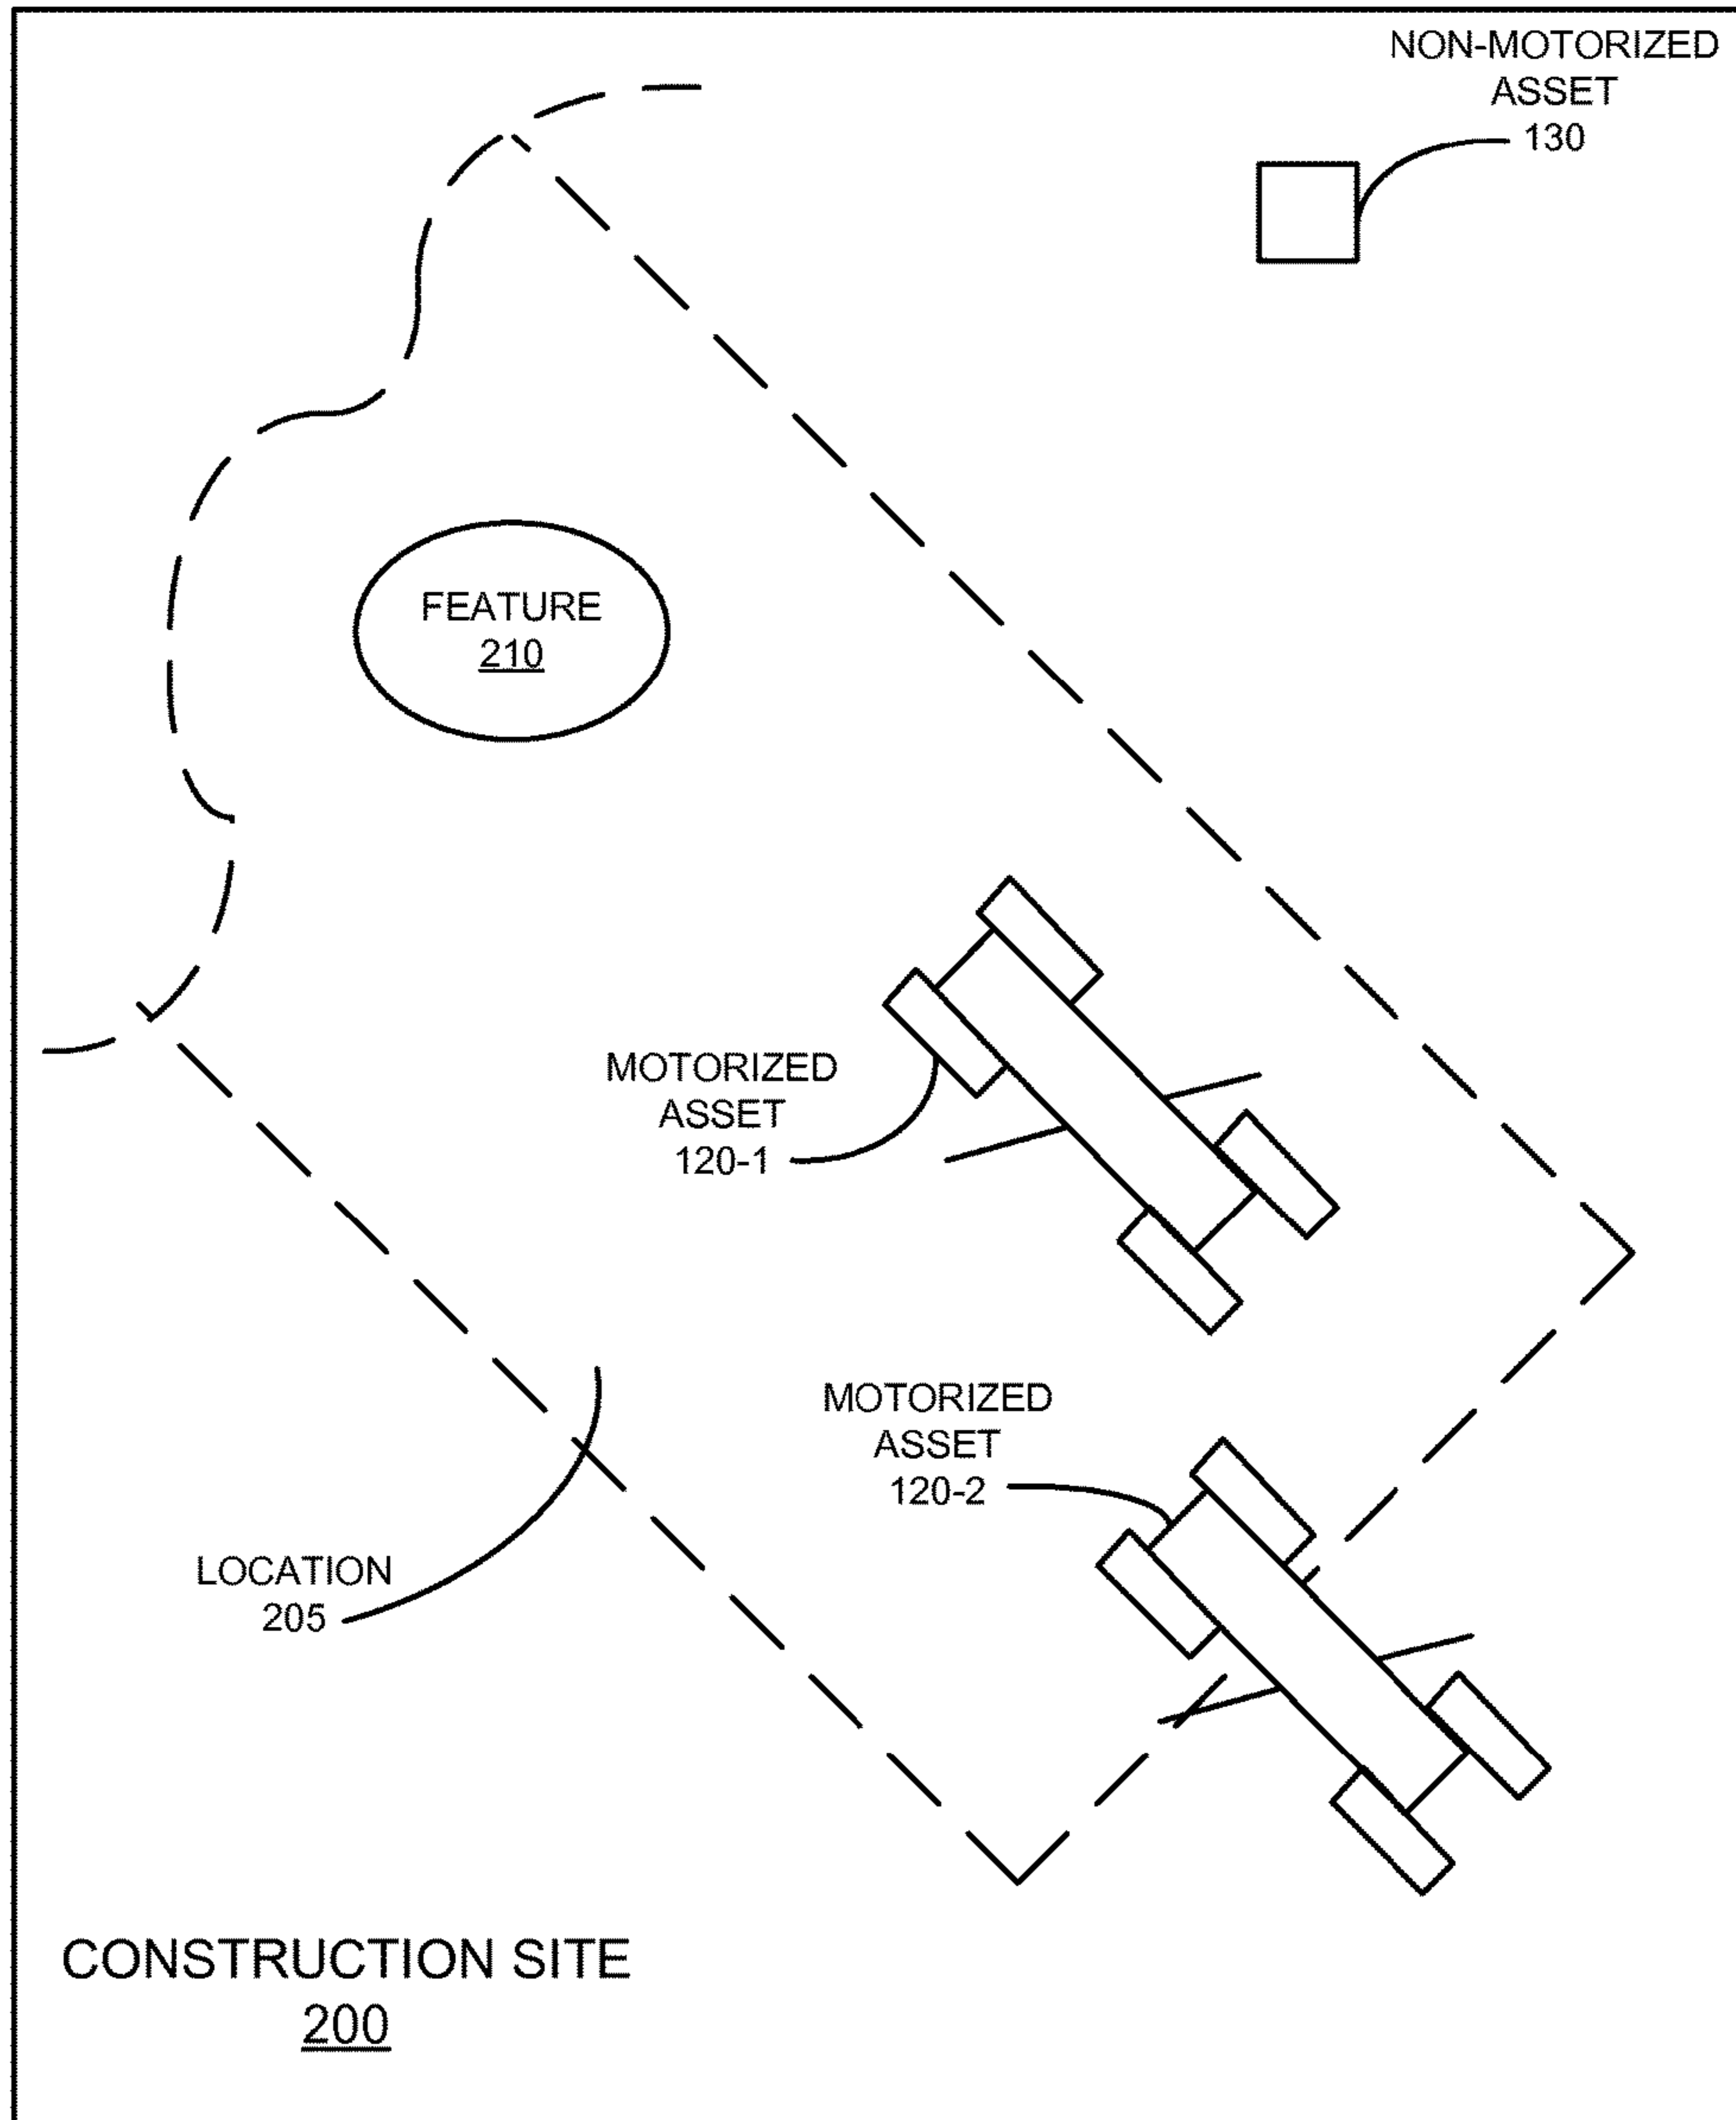 NON-MOTORIZED
ASSET
130
FEATURE
210
MOTORIZED
ASSET
120-1
MOTORIZED
ASSET
120-2
LOCATION
205
CONSTRUCTION SITE
200